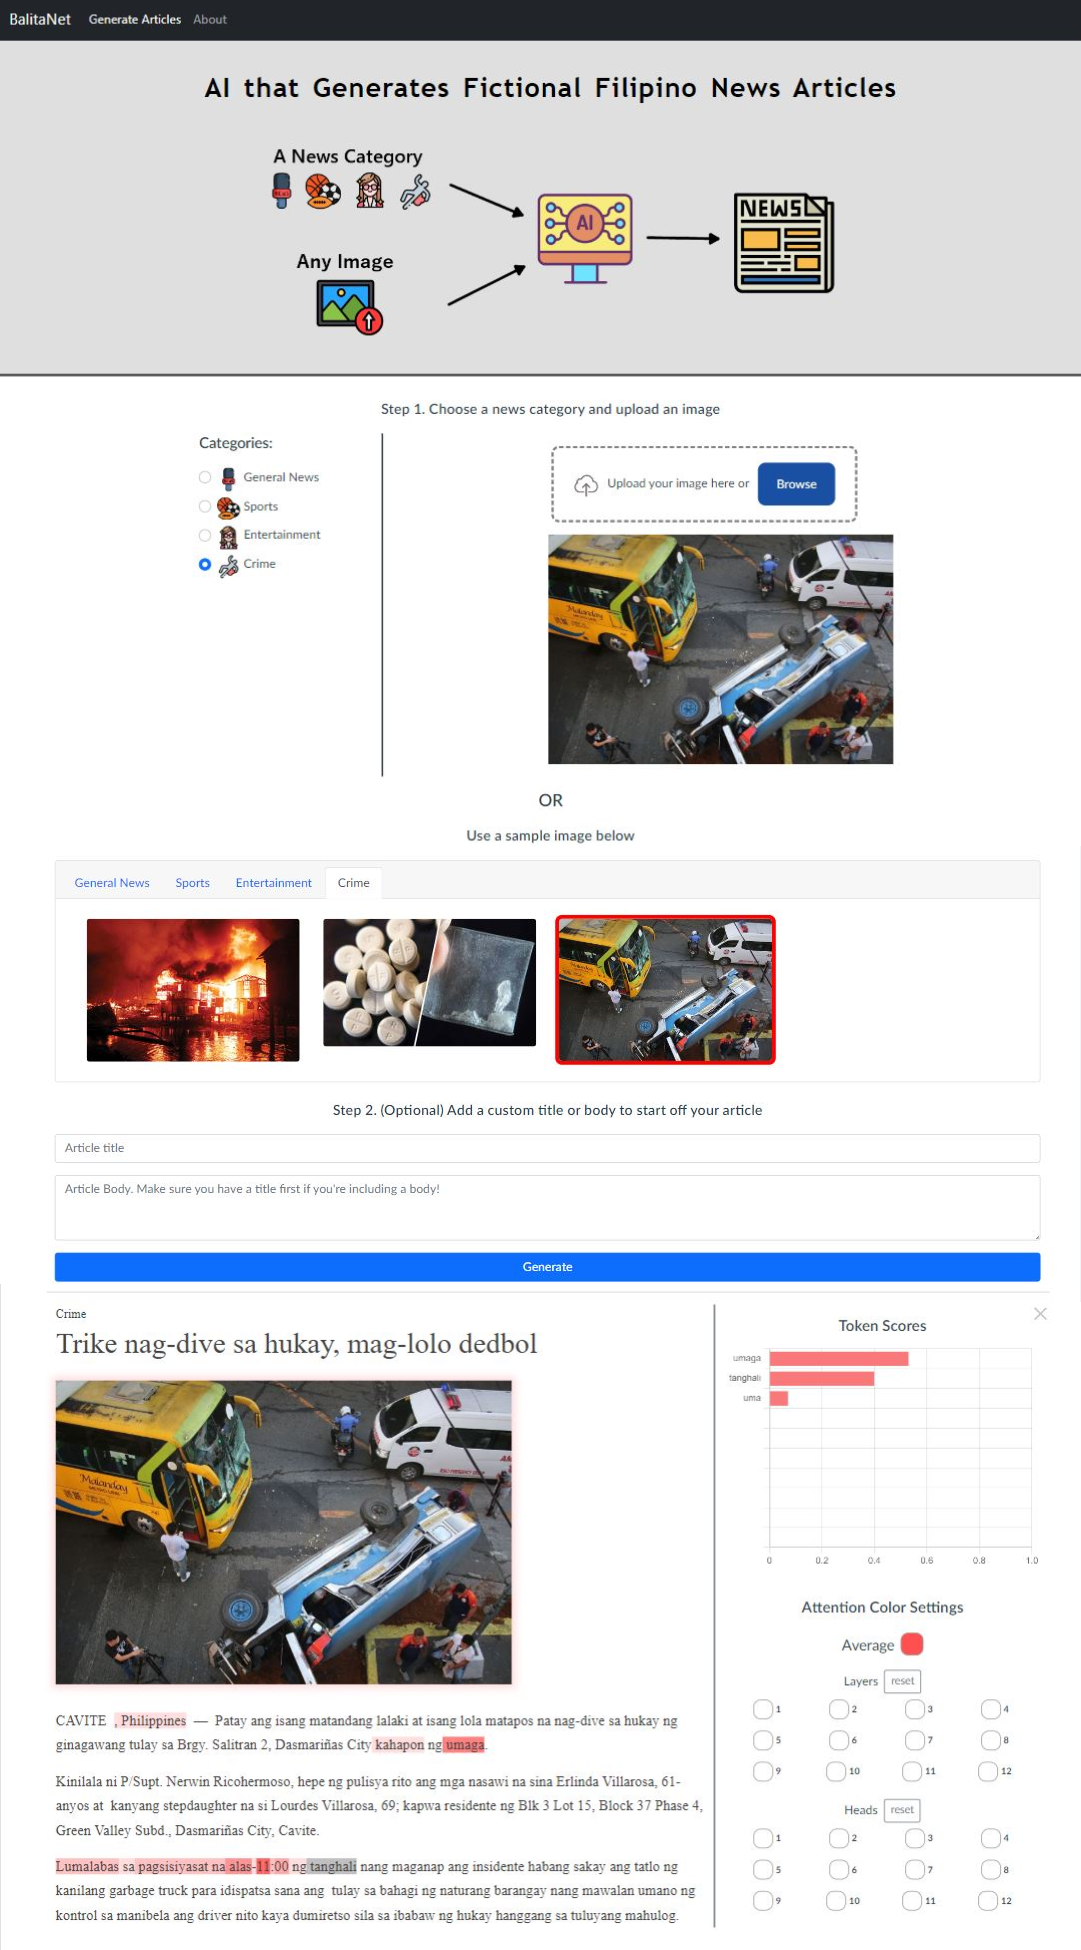 BalitaNet Generate Articles About
AI that Generates Fictional Filipino News Articles
A News Category
Any Image
AI
NEWS
Step 1. Choose a news category and upload an image
Categories:
General News
Sports
Entertainment
Crime
Upload your image here or Browse
Malanday
OR
Use a sample image below
General News Sports Entertainment Crime
Step 2. (Optional) Add a custom title or body to start off your article
Article title
Article Body. Make sure you have a title first if you're including a body!
Generate
Crime
Trike nag-dive sa hukay, mag-lolo dedbol
Malanday
CAVITE , Philippines — Patay ang isang matandang lalaki at isang lola matapos na nag-dive sa hukay ng
ginagawang tulay sa Brgy. Salitran 2, Dasmariñas City kahapon ng umaga.
Kinilala ni P/Supt. Nerwin Ricohermoso, hepe ng pulisya rito ang mga nasawi na sina Erlinda Villarosa, 61-
anyos at kanyang stepdaughter na si Lourdes Villarosa, 69; kapwa residente ng Blk 3 Lot 15, Block 37 Phase 4,
Green Valley Subd., Dasmariñas City, Cavite.
Lumalabas sa pagsisiyasat na alas-11:00 ng tanghali nang maganap ang insidente habang sakay ang tatlo ng
kanilang garbage truck para idispatsa sana ang tulay sa bahagi ng naturang barangay nang mawalan umano ng
kontrol sa manibela ang driver nito kaya dumiretso sila sa ibabaw ng hukay hanggang sa tuluyang mahulog.
Token Scores
umaga
tanghali
uma
0 0.2 0.4 0.6 0.8 1.0
Attention Color Settings
Average
Layers reset
1 2 3 4
5 6 7 8
9 10 11 12
Heads reset
1 2 3 4
5 6 7 8
9 10 11 12